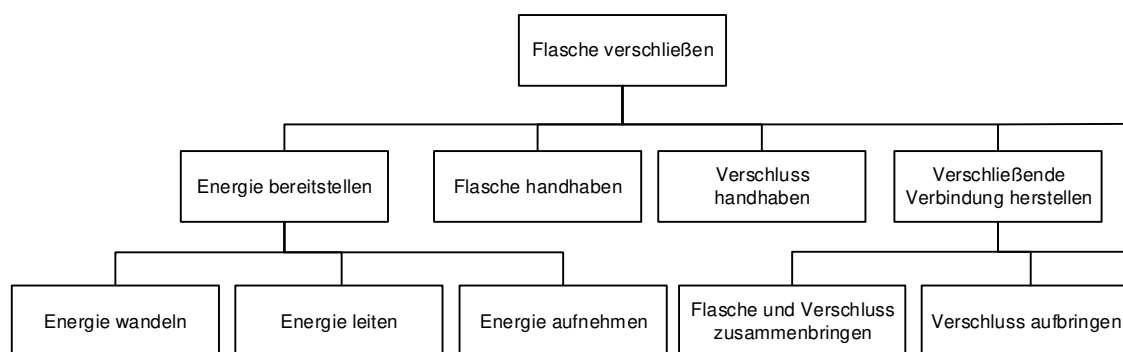 Flasche verschließen
Energie bereitstellen
Flasche handhaben
Verschluss
handhaben
Verschließende
Verbindung herstellen
Energie wandeln
Energie leiten
Energie aufnehmen
Flasche und Verschluss
zusammenbringen
Verschluss aufbringen